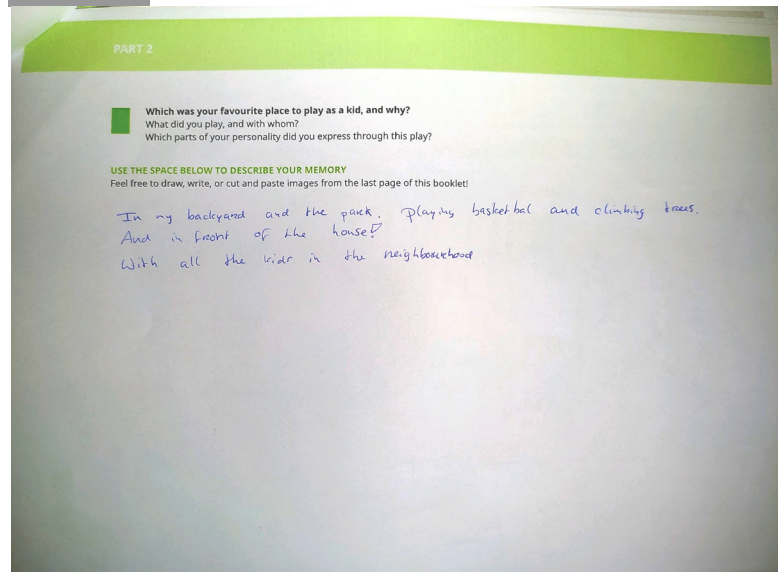 PART 2
Which was your favourite place to play as a kid, and why?
What did you play, and with whom?
Which parts of your personality did you express through this play?
USE THE SPACE BELOW TO DESCRIBE YOUR MEMORY
Feel free to draw, write, or cut and paste images from the last page of this booklet!
In my backyard and the park. Playing basketbal and climbing trees.
And in front of the house!
With all the kids in the neighbourhood